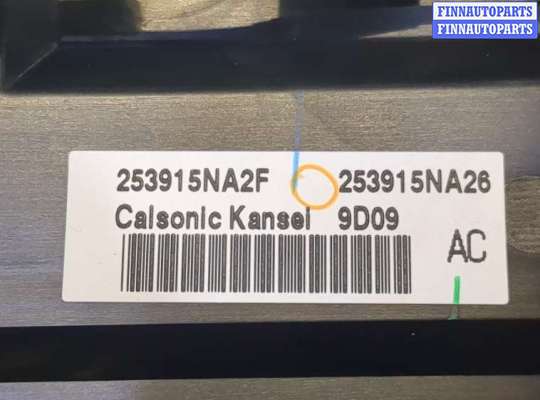 FINNAUTOPARTS
FINNAUTOPARTS
253915NA2F 253915NA26
Calsonic Kansei 9D09
AC